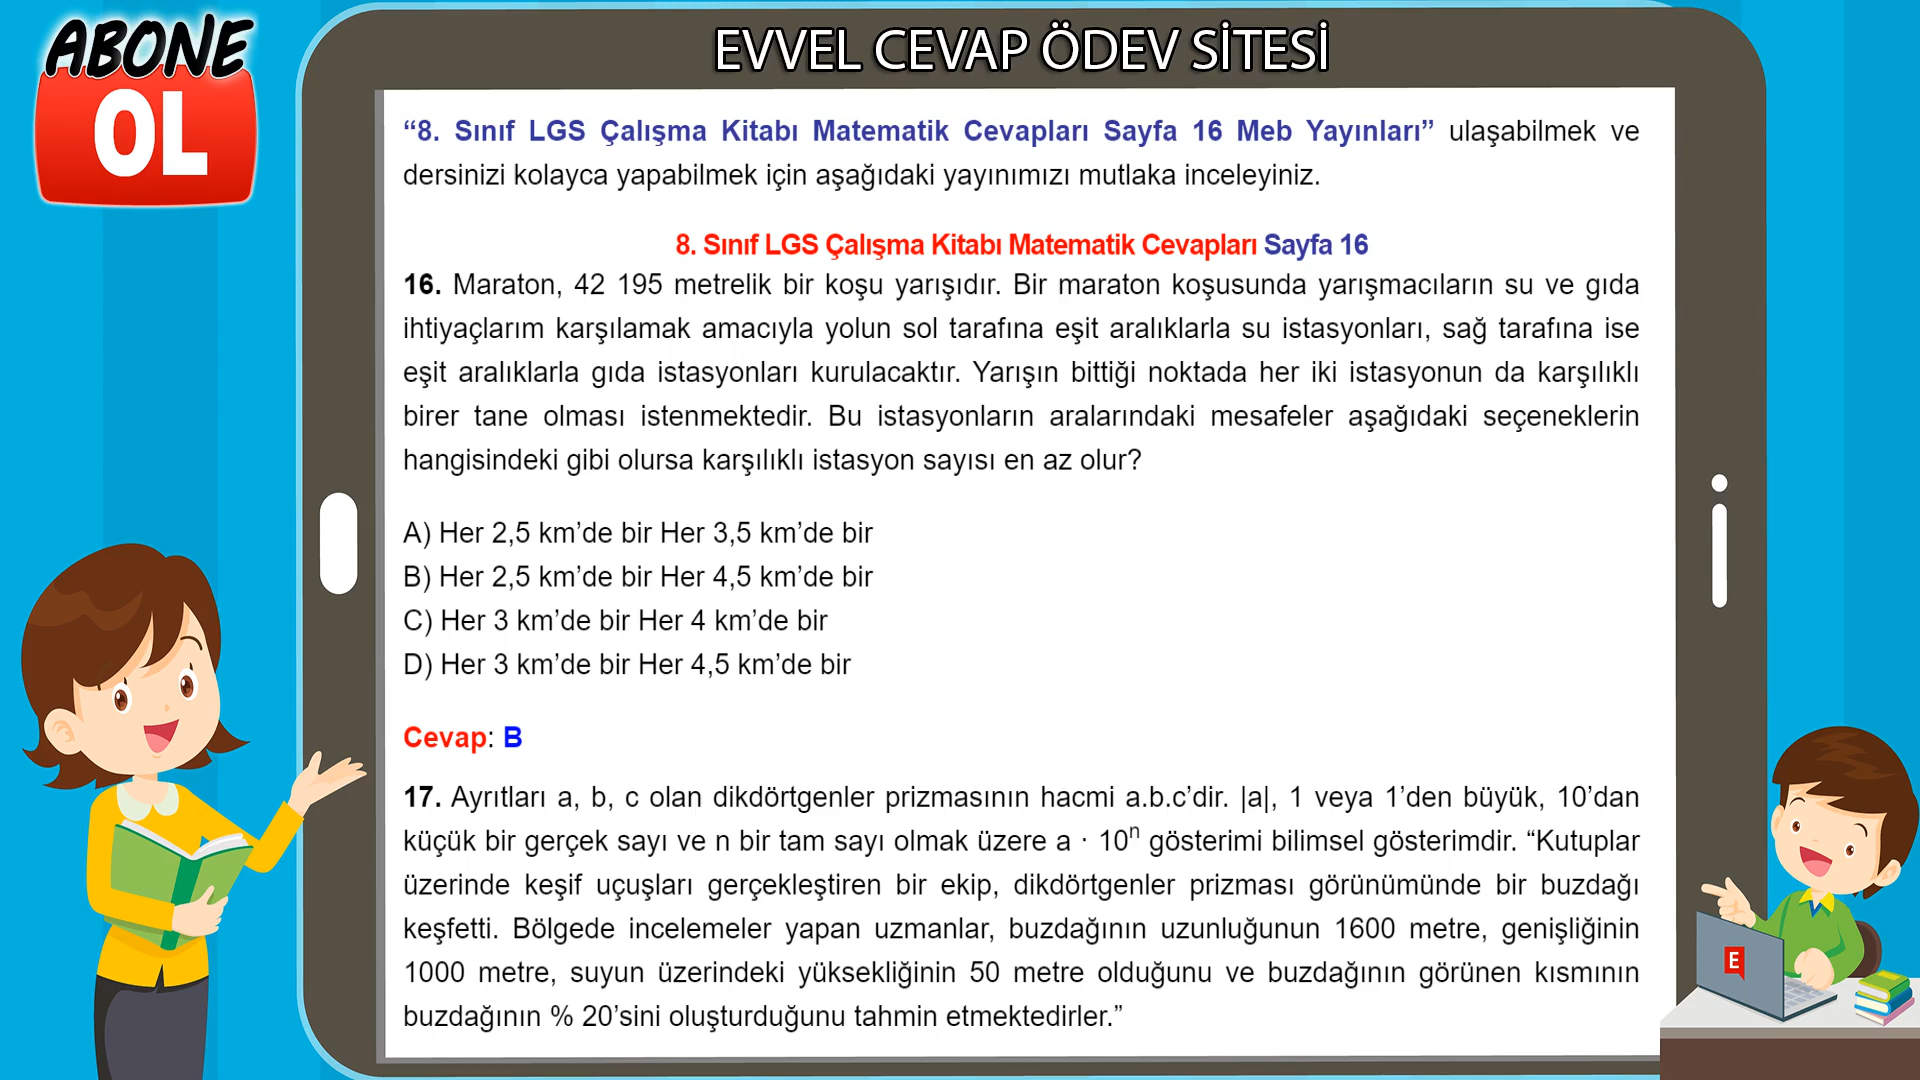 ABONE
OL
EVVEL CEVAP ÖDEV SİTESİ
“8. Sınıf LGS Çalışma Kitabı Matematik Cevapları Sayfa 16 Meb Yayınları” ulaşabilmek ve
dersinizi kolayca yapabilmek için aşağıdaki yayınımızı mutlaka inceleyiniz.
8. Sınıf LGS Çalışma Kitabı Matematik Cevapları Sayfa 16
16. Maraton, 42 195 metrelik bir koşu yarışıdır. Bir maraton koşusunda yarışmacıların su ve gıda
ihtiyaçlarım karşılamak amacıyla yolun sol tarafına eşit aralıklarla su istasyonları, sağ tarafına ise
eşit aralıklarla gıda istasyonları kurulacaktır. Yarışın bittiği noktada her iki istasyonun da karşılıklı
birer tane olması istenmektedir. Bu istasyonların aralarındaki mesafeler aşağıdaki seçeneklerin
hangisindeki gibi olursa karşılıklı istasyon sayısı en az olur?
A) Her 2,5 km’de bir Her 3,5 km’de bir
B) Her 2,5 km’de bir Her 4,5 km’de bir
C) Her 3 km’de bir Her 4 km’de bir
D) Her 3 km’de bir Her 4,5 km’de bir
Cevap: B
17. Ayrıtları a, b, c olan dikdörtgenler prizmasının hacmi a.b.c’dir. |a|, 1 veya 1’den büyük, 10’dan
küçük bir gerçek sayı ve n bir tam sayı olmak üzere a · 10ⁿ gösterimi bilimsel gösterimdir. “Kutuplar
üzerinde keşif uçuşları gerçekleştiren bir ekip, dikdörtgenler prizması görünümünde bir buzdağı
keşfetti. Bölgede incelemeler yapan uzmanlar, buzdağının uzunluğunun 1600 metre, genişliğinin
1000 metre, suyun üzerindeki yüksekliğinin 50 metre olduğunu ve buzdağının görünen kısmının
buzdağının % 20’sini oluşturduğunu tahmin etmektedirler.”
E